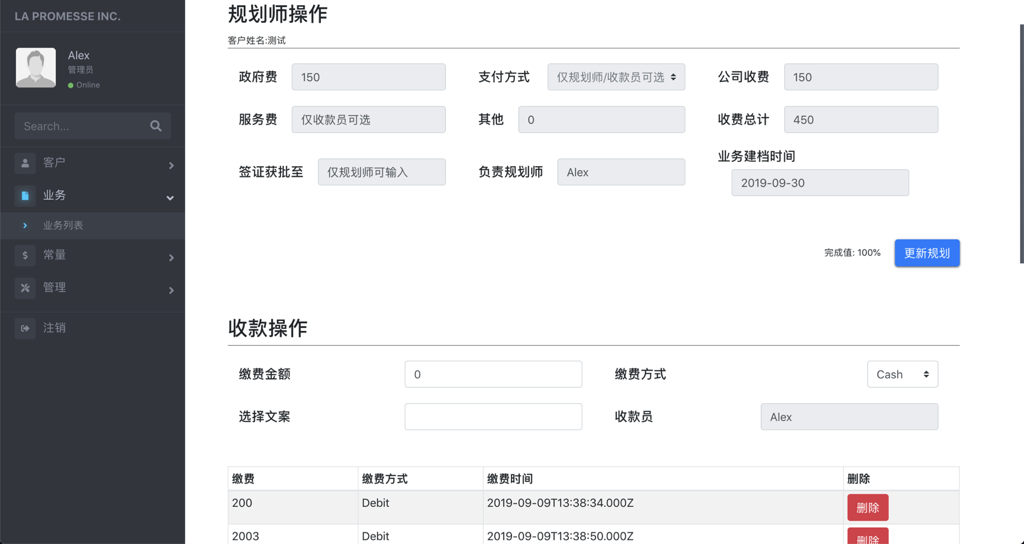 LA PROMESSE INC.
Alex
管理员
Online
Search...
客户
业务
业务列表
常量
管理
注销
规划师操作
客户姓名:测试
政府费 150 支付方式 仅规划师/收款员可选 公司收费 150
服务费 仅收款员可选 其他 0 收费总计 450
签证获批至 仅规划师可输入 负责规划师 Alex 业务建档时间
2019-09-30
完成值: 100% 更新规划
收款操作
缴费金额 0 缴费方式 Cash
选择文案 收款员 Alex
缴费 缴费方式 缴费时间 删除
200 Debit 2019-09-09T13:38:34.000Z 删除
2003 Debit 2019-09-09T13:38:50.000Z 删除